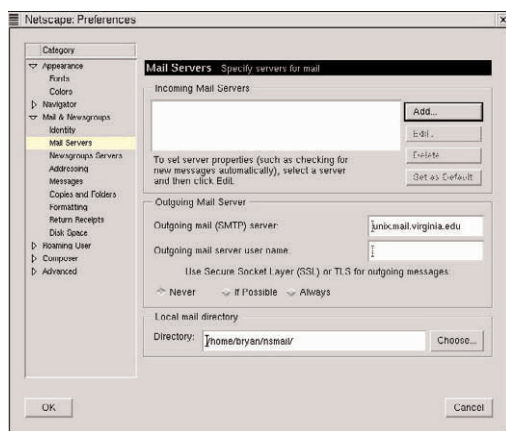 Netscape: Preferences
Category
Appearance
Fonts
Colors
Navigator
Mail & Newsgroups
Identity
Mail Servers
Newsgroups Servers
Addressing
Messages
Copies and Folders
Formatting
Return Receipts
Disk Space
Roaming User
Composer
Advanced
Mail Servers Specify servers for mail
Incoming Mail Servers
Add...
Edit...
Delete
Set as Default
To set server properties (such as checking for
new messages automatically), select a server
and then click Edit.
Outgoing Mail Server
Outgoing mail (SMTP) server: unix.mail.virginia.edu
Outgoing mail server user name:
Use Secure Socket Layer (SSL) or TLS for outgoing messages:
Never If Possible Always
Local mail directory
Directory: /home/bryan/nsmail/ Choose...
OK Cancel